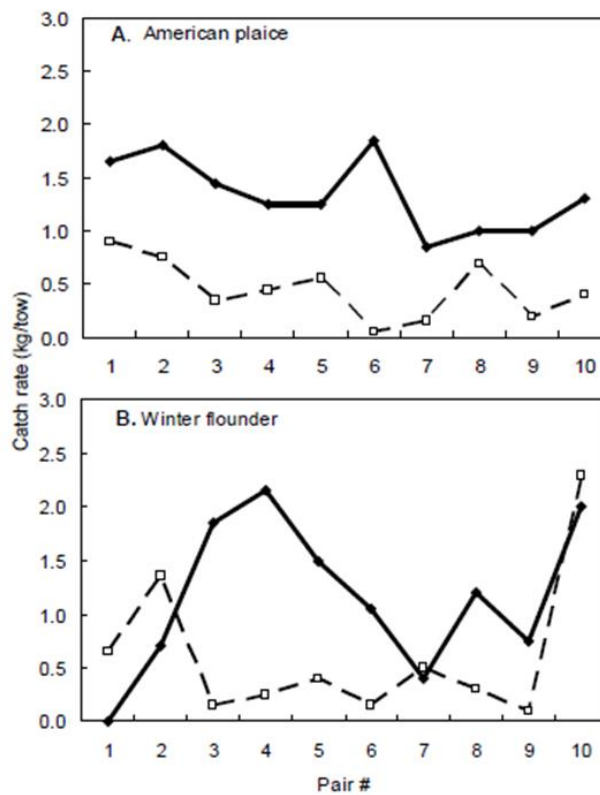 3.0
A. American plaice
2.5
2.0
1.5
1.0
0.5
0.0
1 2 3 4 5 6 7 8 9 10
Catch rate (kg/tow)
3.0
B. Winter flounder
2.5
2.0
1.5
1.0
0.5
0.0
1 2 3 4 5 6 7 8 9 10
Pair #